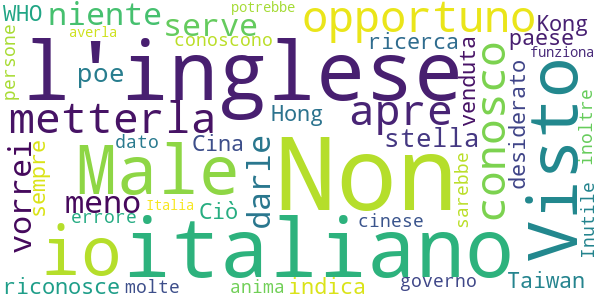 WHO
niente
serve
averla
conoscono
potrebbe
opportuno
Kong
paese
funziona
persone
l'inglese
poe
ricerca
venduta
desiderato
conosco
Visto
inoltre
metterla
Hong
apre
stella
vorrei
sempre
Male
dato
Cina
darle
Non
meno
errore
Italia
Ciò
cinese
sarebbe
Inutile
io
italiano
riconosce
molte
anima
indica
governo
Taiwan